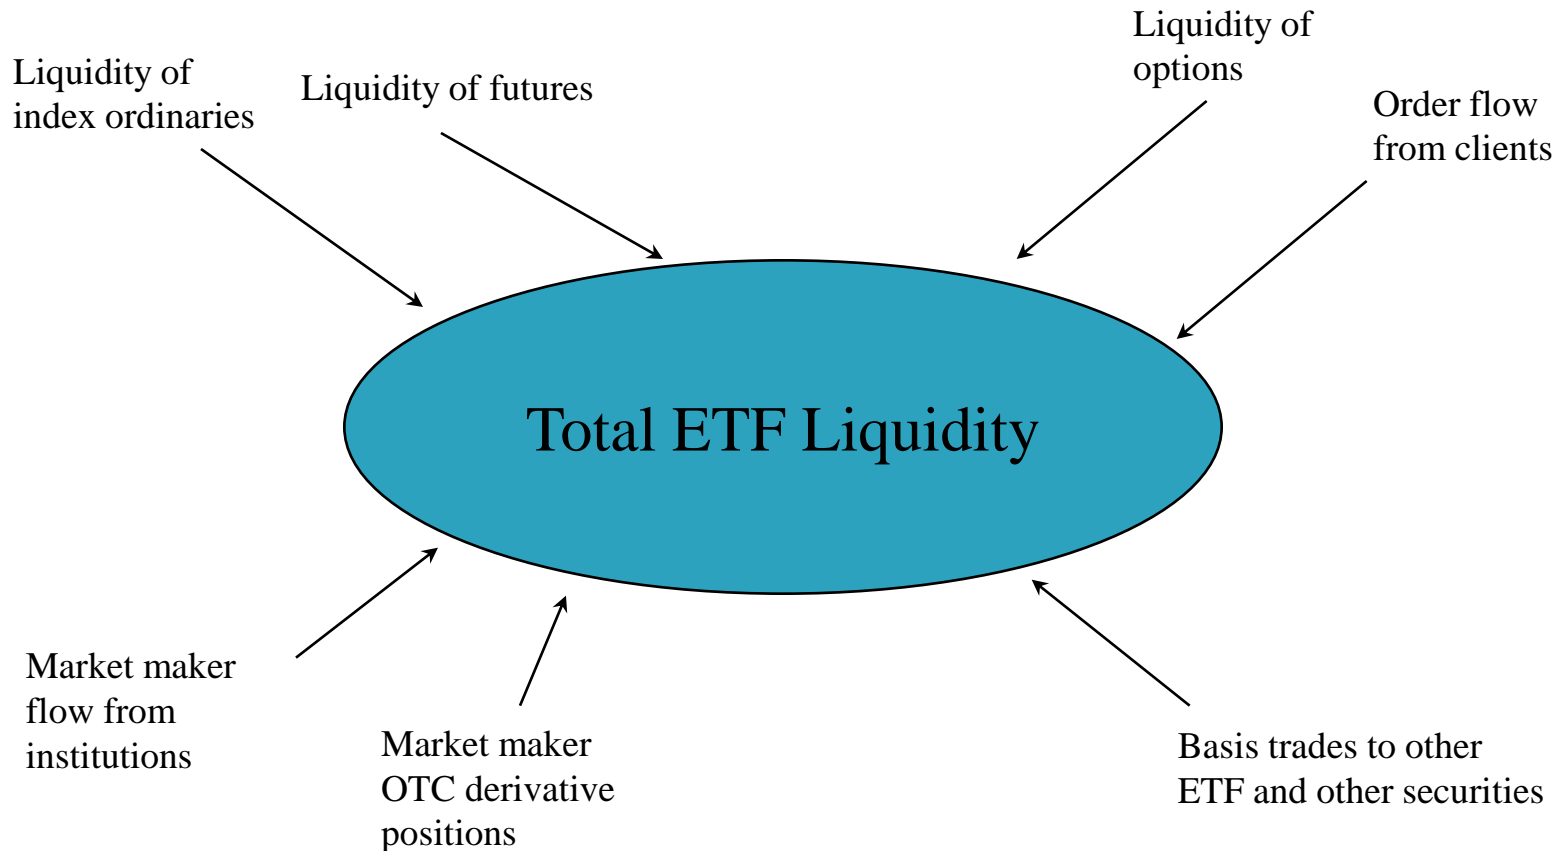 Liquidity of
index ordinaries
Liquidity of futures
Liquidity of
options
Order flow
from clients
Total ETF Liquidity
Market maker
flow from
institutions
Market maker
OTC derivative
positions
Basis trades to other
ETF and other securities